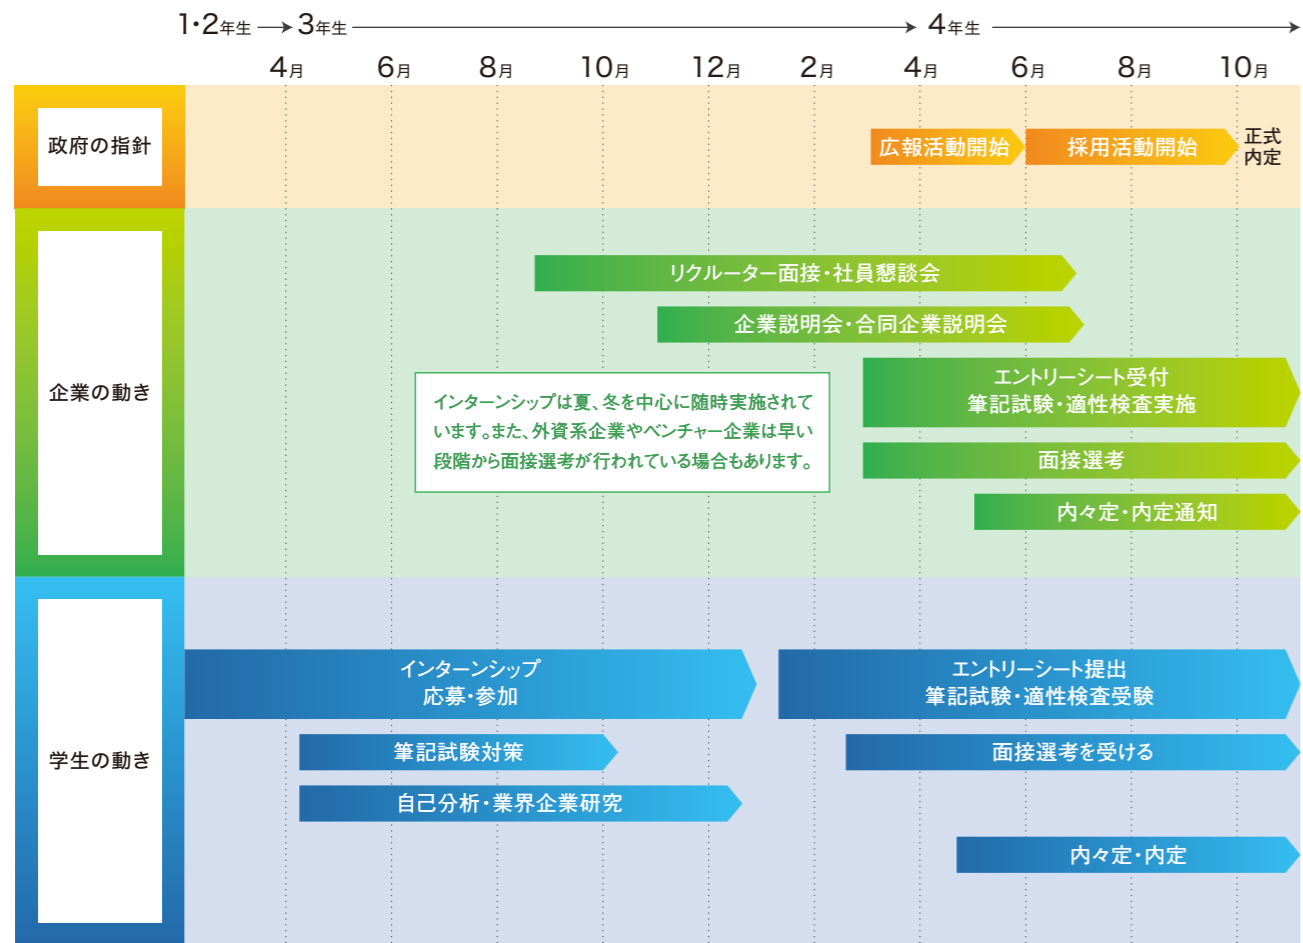 1・2年生 3年生 4年生
4月 6月 8月 10月 12月 2月 4月 6月 8月 10月
政府の指針
広報活動開始
採用活動開始
正式
内定
企業の動き
リクルーター面接・社員懇談会
企業説明会・合同企業説明会
エントリーシート受付
筆記試験・適性検査実施
インターンシップは夏、冬を中心に随時実施されて
います。また、外資系企業やベンチャー企業は早い
段階から面接選考が行われている場合もあります。
面接選考
内々定・内定通知
学生の動き
インターンシップ
応募・参加
エントリーシート提出
筆記試験・適性検査受験
筆記試験対策
面接選考を受ける
自己分析・業界企業研究
内々定・内定